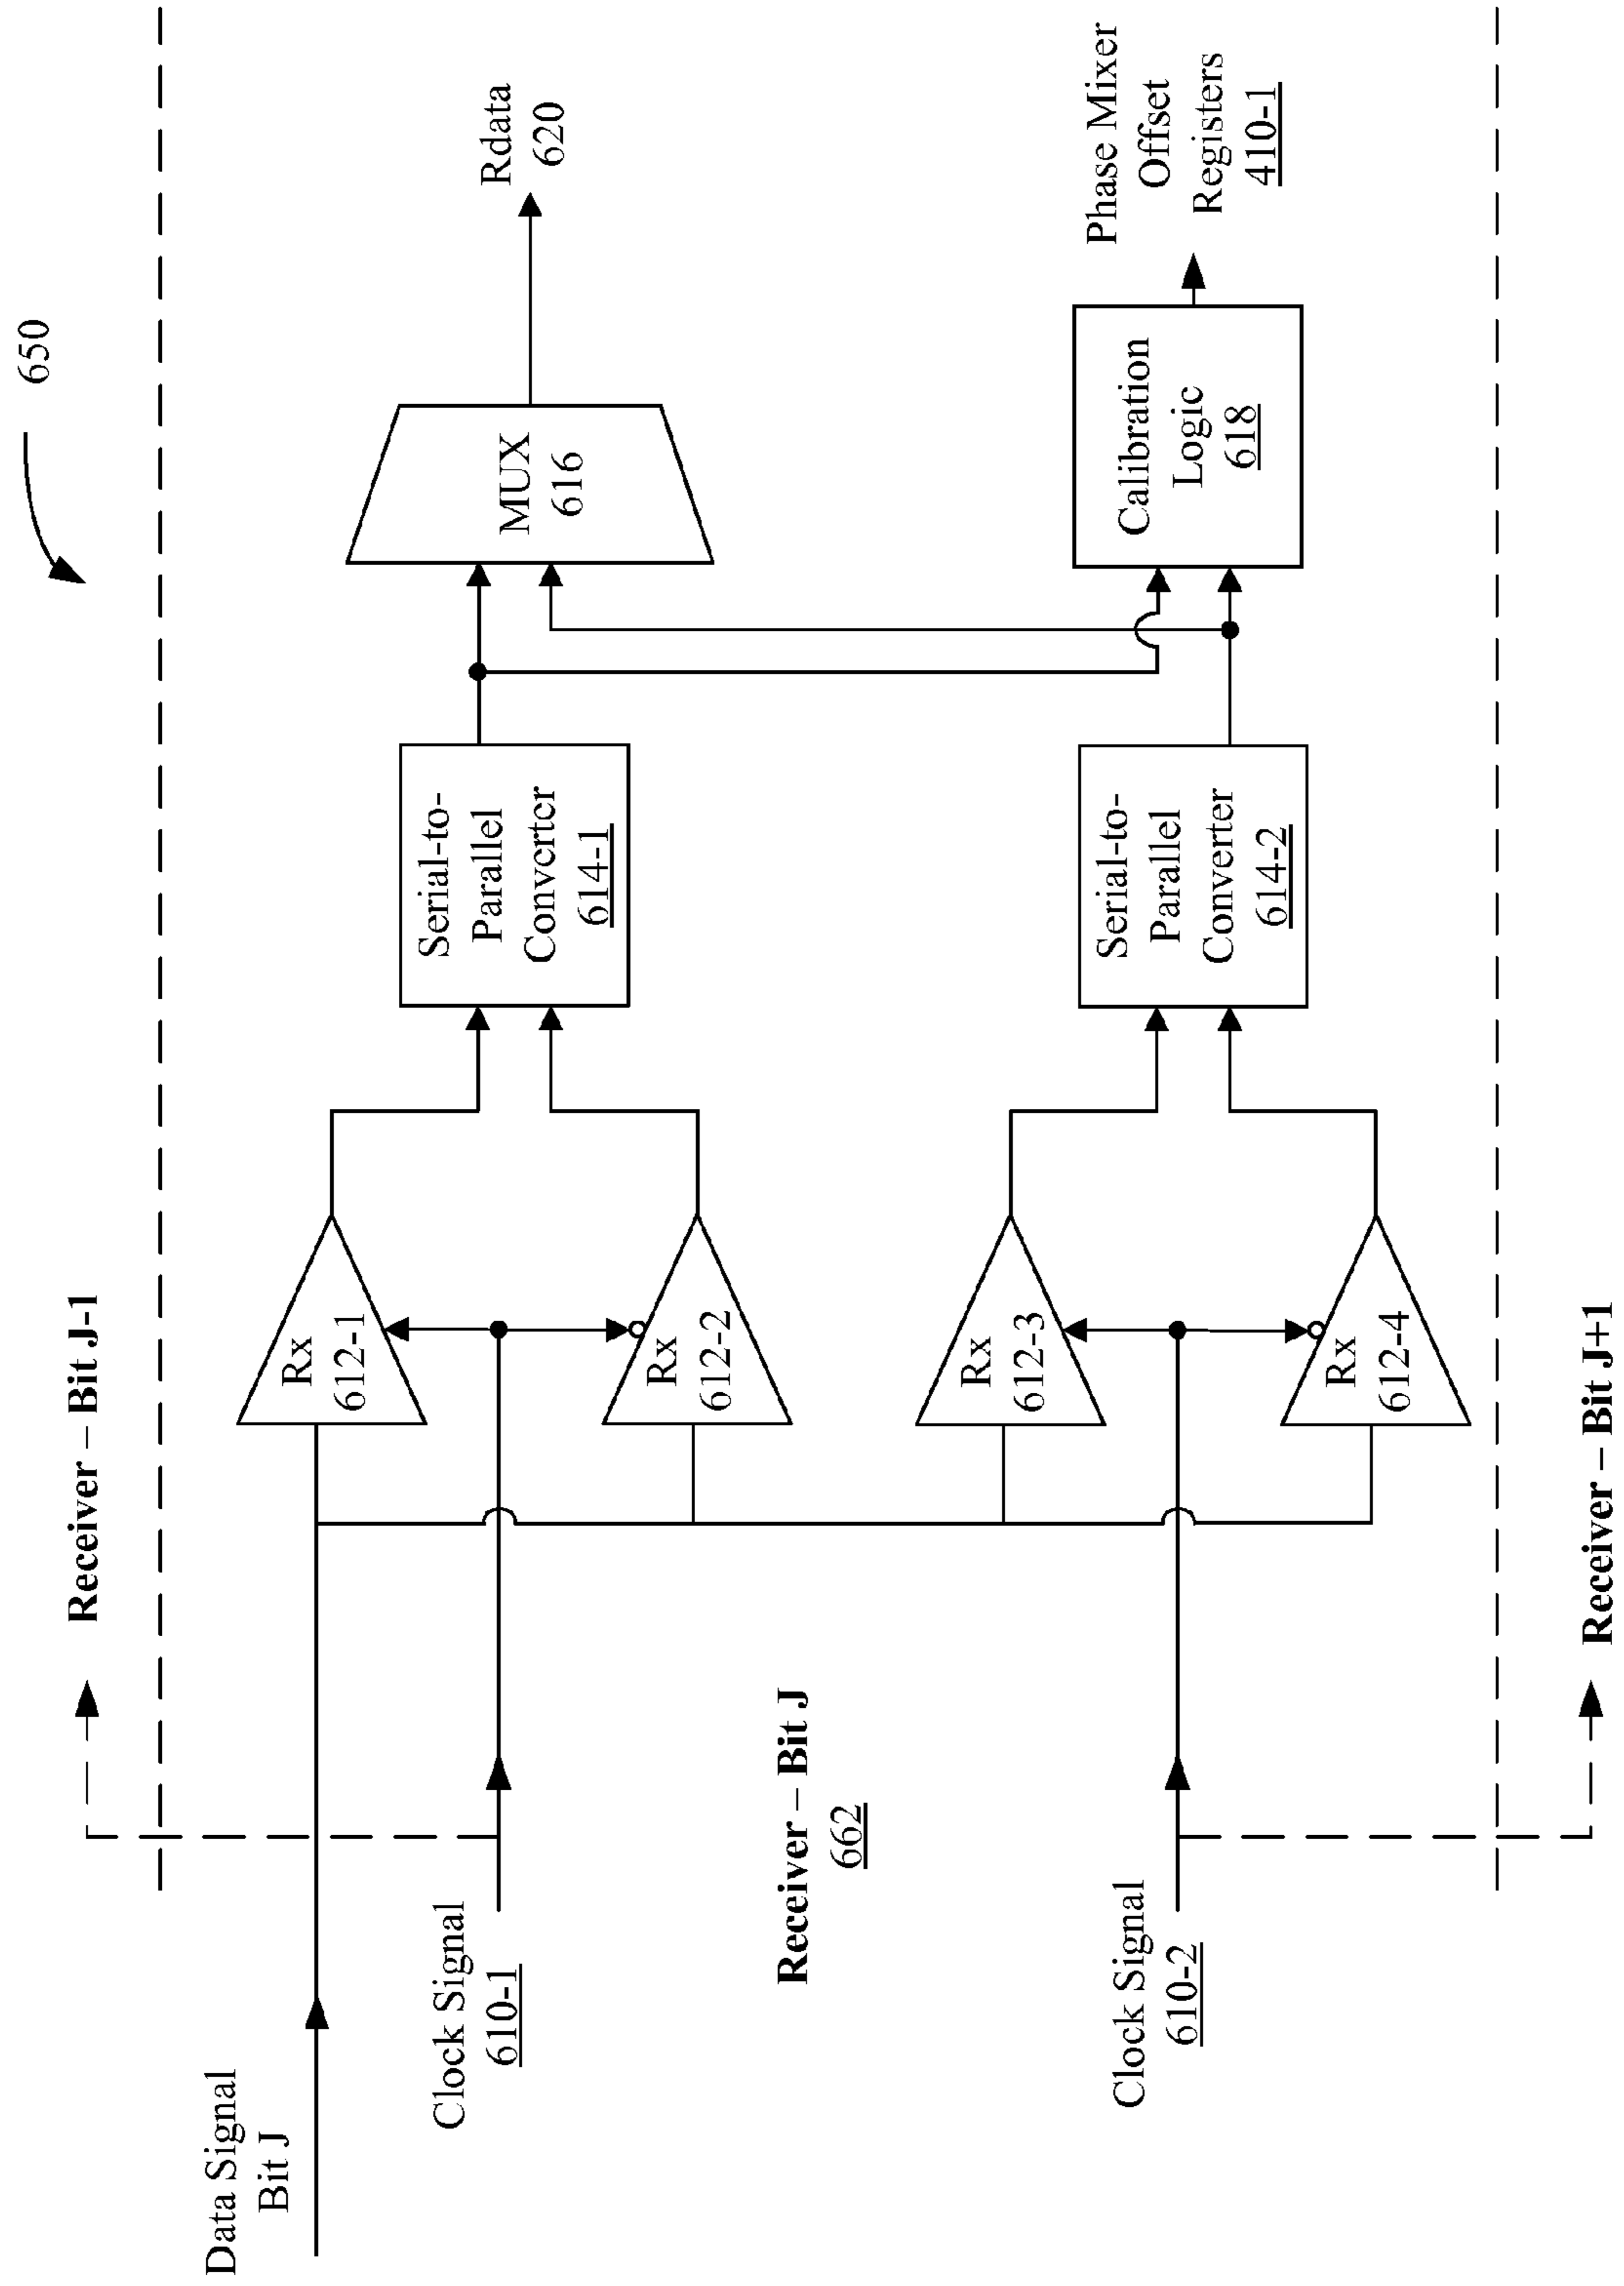 650
Receiver – Bit J-1
Data Signal
Bit J
Rx
612-1
Serial-to-
Parallel
Converter
614-1
MUX
616
Rdata
620
Clock Signal
610-1
Rx
612-2
Receiver – Bit J
662
Rx
612-3
Serial-to-
Parallel
Converter
614-2
Calibration
Logic
618
Phase Mixer
Offset
Registers
410-1
Clock Signal
610-2
Rx
612-4
Receiver – Bit J+1